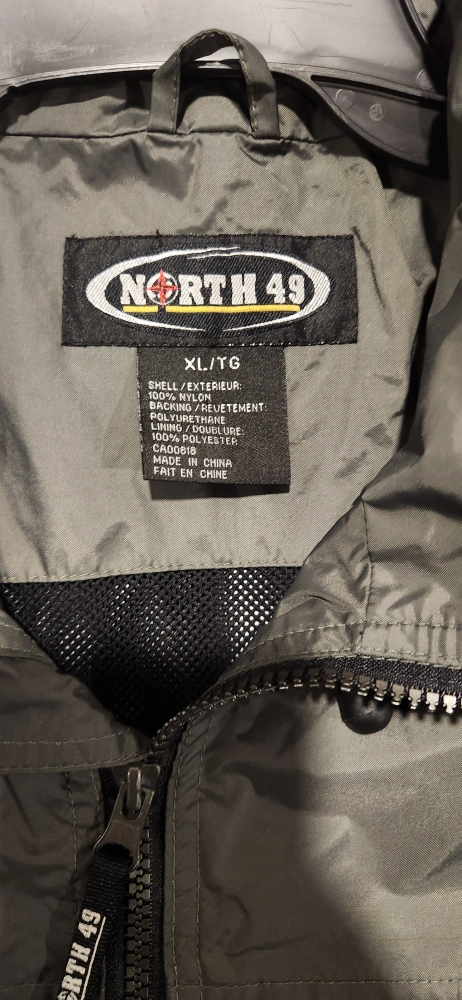 NORTH 49
XL/TG
SHELL/EXTERIEUR:
100% NYLON
BACKING/REVETEMENT:
POLYURETHANE
LINING/DOUBLURE:
100% POLYESTER
CA00818
MADE IN CHINA
FAIT EN CHINE
ORTH 49